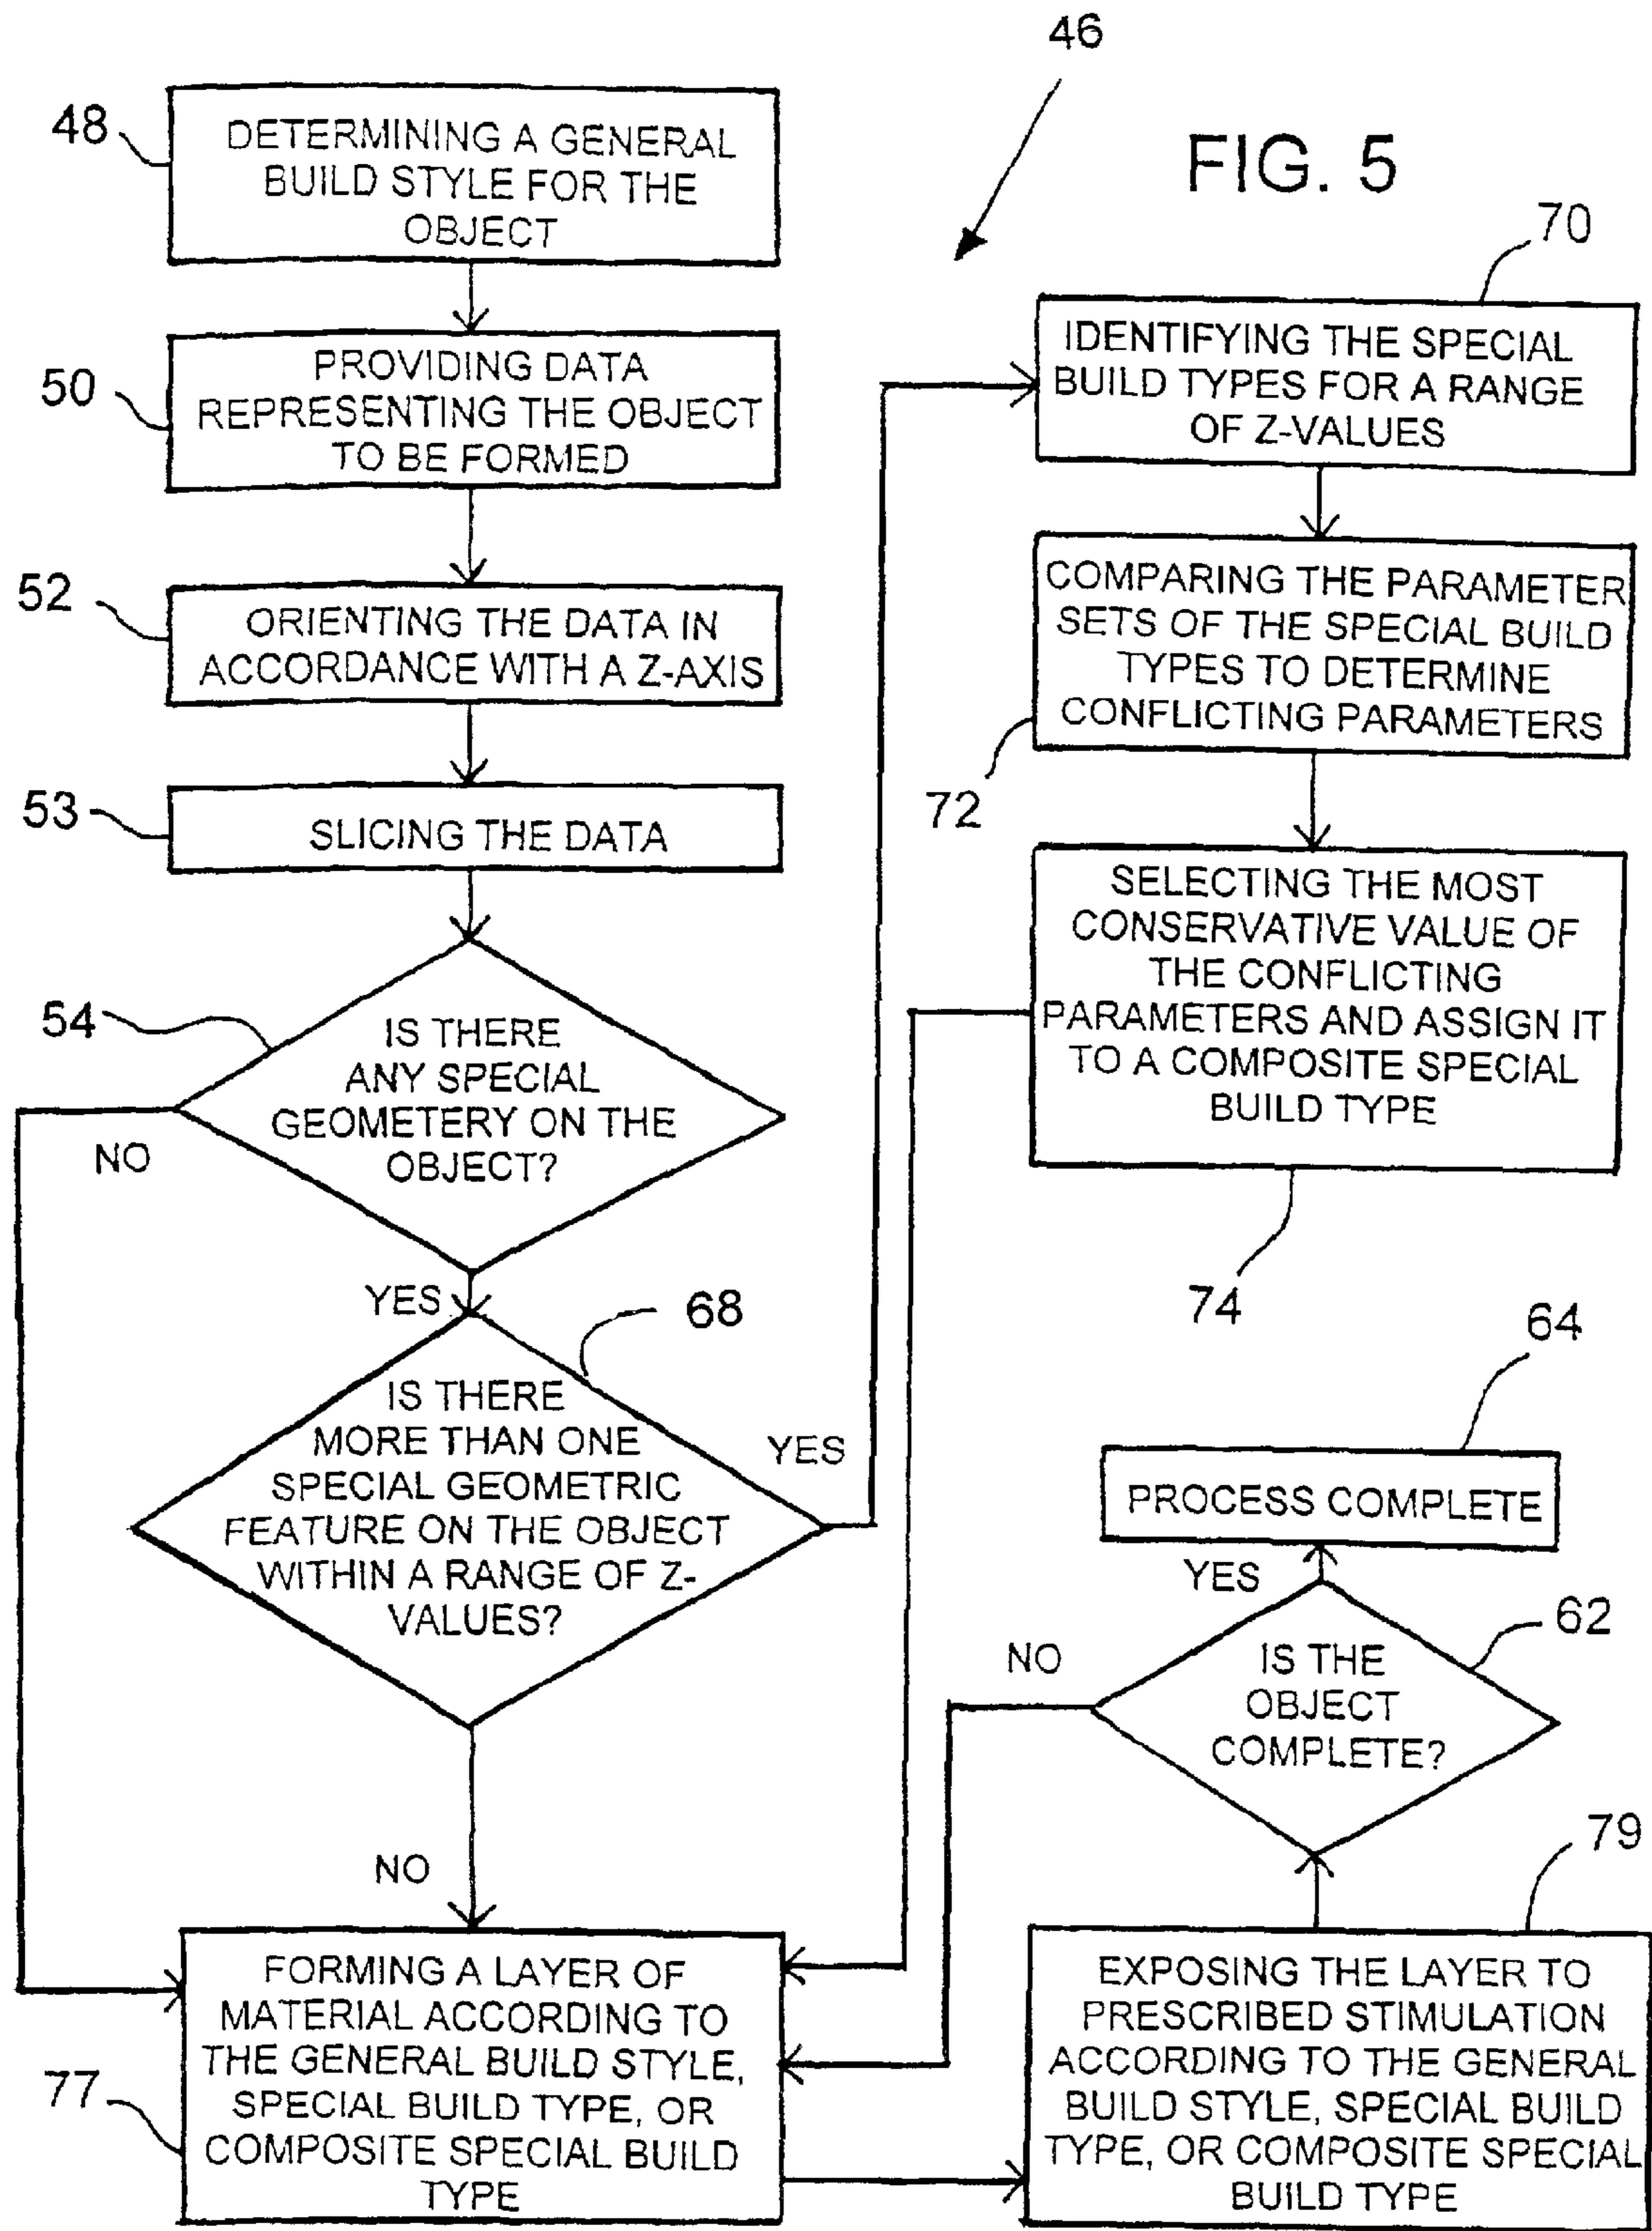 46
FIG. 5
48
DETERMINING A GENERAL
BUILD STYLE FOR THE
OBJECT
50
PROVIDING DATA
REPRESENTING THE OBJECT
TO BE FORMED
52
ORIENTING THE DATA IN
ACCORDANCE WITH A Z-AXIS
53
SLICING THE DATA
54
IS THERE
ANY SPECIAL
GEOMETERY ON THE
OBJECT?
NO
YES
68
IS THERE
MORE THAN ONE
SPECIAL GEOMETRIC
FEATURE ON THE OBJECT
WITHIN A RANGE OF Z-
VALUES?
YES
NO
70
IDENTIFYING THE SPECIAL
BUILD TYPES FOR A RANGE
OF Z-VALUES
COMPARING THE PARAMETER
SETS OF THE SPECIAL BUILD
TYPES TO DETERMINE
CONFLICTING PARAMETERS
72
SELECTING THE MOST
CONSERVATIVE VALUE OF
THE CONFLICTING
PARAMETERS AND ASSIGN IT
TO A COMPOSITE SPECIAL
BUILD TYPE
74
77
FORMING A LAYER OF
MATERIAL ACCORDING TO
THE GENERAL BUILD STYLE,
SPECIAL BUILD TYPE, OR
COMPOSITE SPECIAL BUILD
TYPE
79
EXPOSING THE LAYER TO
PRESCRIBED STIMULATION
ACCORDING TO THE GENERAL
BUILD STYLE, SPECIAL BUILD
TYPE, OR COMPOSITE SPECIAL
BUILD TYPE
62
IS THE
OBJECT
COMPLETE?
NO
YES
64
PROCESS COMPLETE